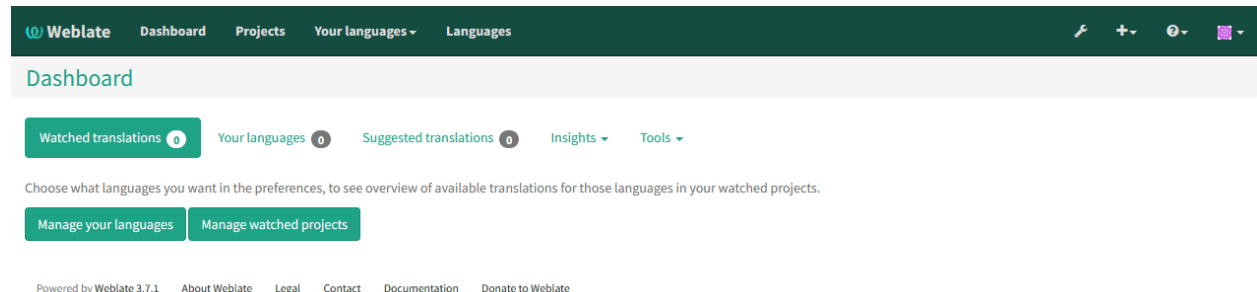 Weblate Dashboard Projects Your languages Languages
Dashboard
Watched translations 0 Your languages 0 Suggested translations 0 Insights Tools
Choose what languages you want in the preferences, to see overview of available translations for those languages in your watched projects.
Manage your languages Manage watched projects
Powered by Weblate 3.7.1 About Weblate Legal Contact Documentation Donate to Weblate